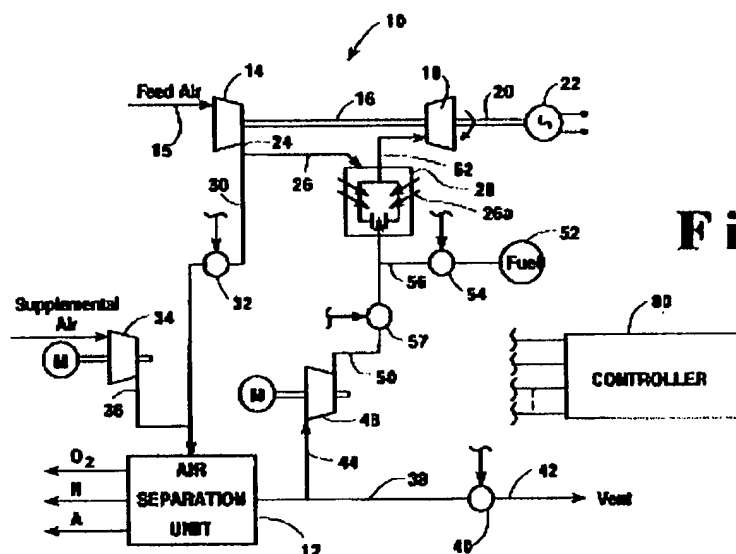 10
14
Feed Air
15
16
18
20
22
24
26
62
28
26a
30
52
Fuel
56
54
Fi
32
80
CONTROLLER
Supplemental
Air
34
M
36
57
50
M
48
44
O2
N
A
AIR
SEPARATION
UNIT
12
38
40
42
Vent